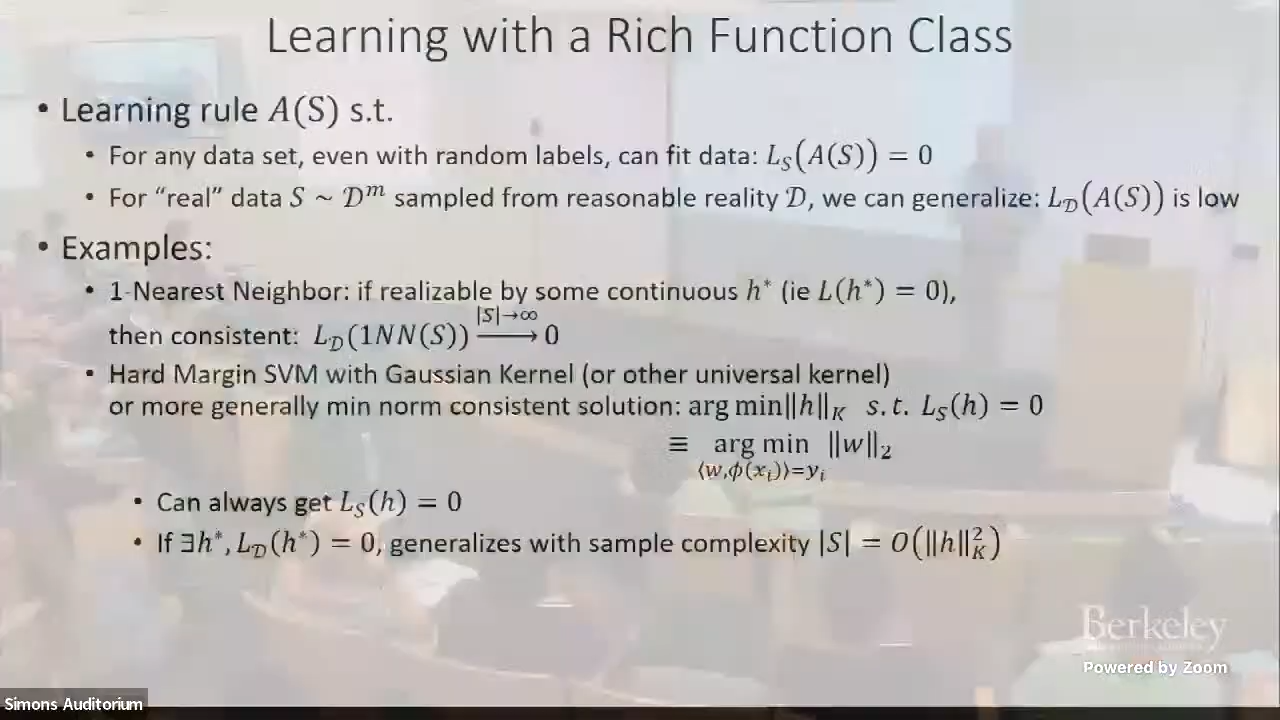 Learning with a Rich Function Class
• Learning rule A(S) s.t.
• For any data set, even with random labels, can fit data: L_S(A(S)) = 0
• For “real” data S ~ 𝒟^m sampled from reasonable reality 𝒟, we can generalize: L_𝒟(A(S)) is low
• Examples:
• 1-Nearest Neighbor: if realizable by some continuous h* (ie L(h*) = 0),
then consistent: L_𝒟(1NN(S)) \xrightarrow{|S|→∞} 0
• Hard Margin SVM with Gaussian Kernel (or other universal kernel)
or more generally min norm consistent solution: arg min‖h‖_K s.t. L_S(h) = 0
≡ arg min ‖w‖_2
⟨w,ϕ(x_i)⟩=y_i
• Can always get L_S(h) = 0
• If ∃h*, L_𝒟(h*) = 0, generalizes with sample complexity |S| = O(‖h‖_K^2)
Berkeley
Powered by Zoom
Simons Auditorium